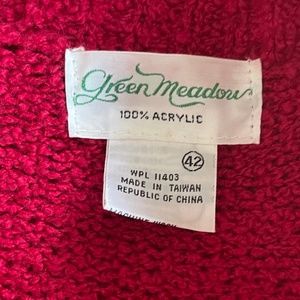 green Meadow
100% ACRYLIC
42
WPL 11403
MADE IN TAIWAN
REPUBLIC OF CHINA